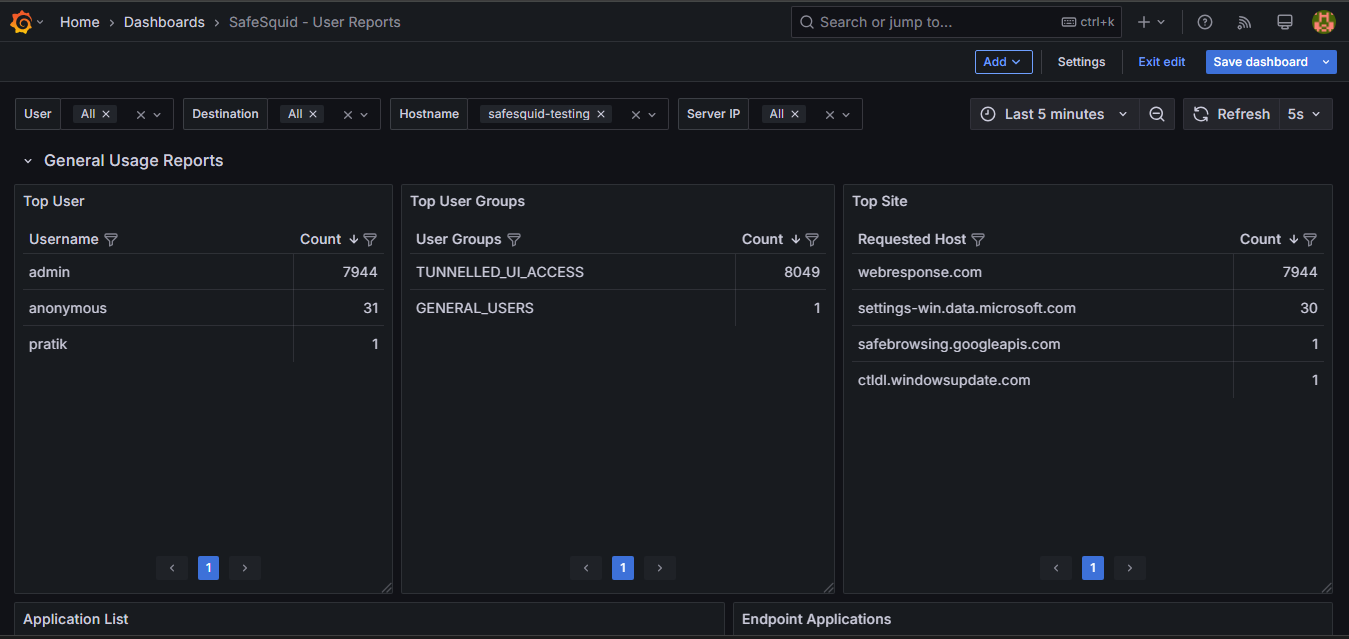 Home › Dashboards › SafeSquid - User Reports
Search or jump to... ctrl+k
Add Settings Exit edit Save dashboard
User All Destination All Hostname safesquid-testing Server IP All Last 5 minutes Refresh 5s
General Usage Reports
Top User
Username Count
admin 7944
anonymous 31
pratik 1
1
Top User Groups
User Groups Count
TUNNELLED_UI_ACCESS 8049
GENERAL_USERS 1
1
Top Site
Requested Host Count
webresponse.com 7944
settings-win.data.microsoft.com 30
safebrowsing.googleapis.com 1
ctldl.windowsupdate.com 1
1
Application List
Endpoint Applications